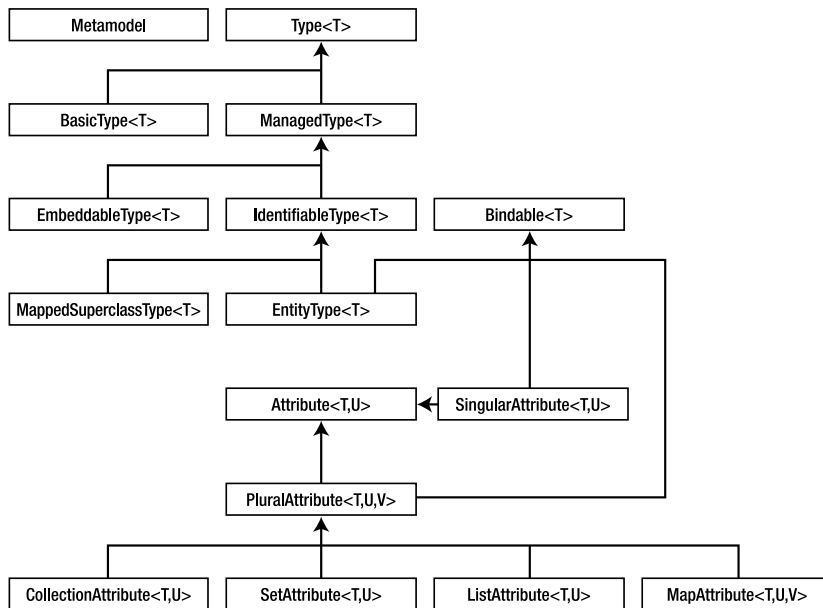 Metamodel
Type<T>
BasicType<T>
ManagedType<T>
EmbeddableType<T>
IdentifiableType<T>
Bindable<T>
MappedSuperclassType<T>
EntityType<T>
Attribute<T,U>
SingularAttribute<T,U>
PluralAttribute<T,U,V>
CollectionAttribute<T,U>
SetAttribute<T,U>
ListAttribute<T,U>
MapAttribute<T,U,V>